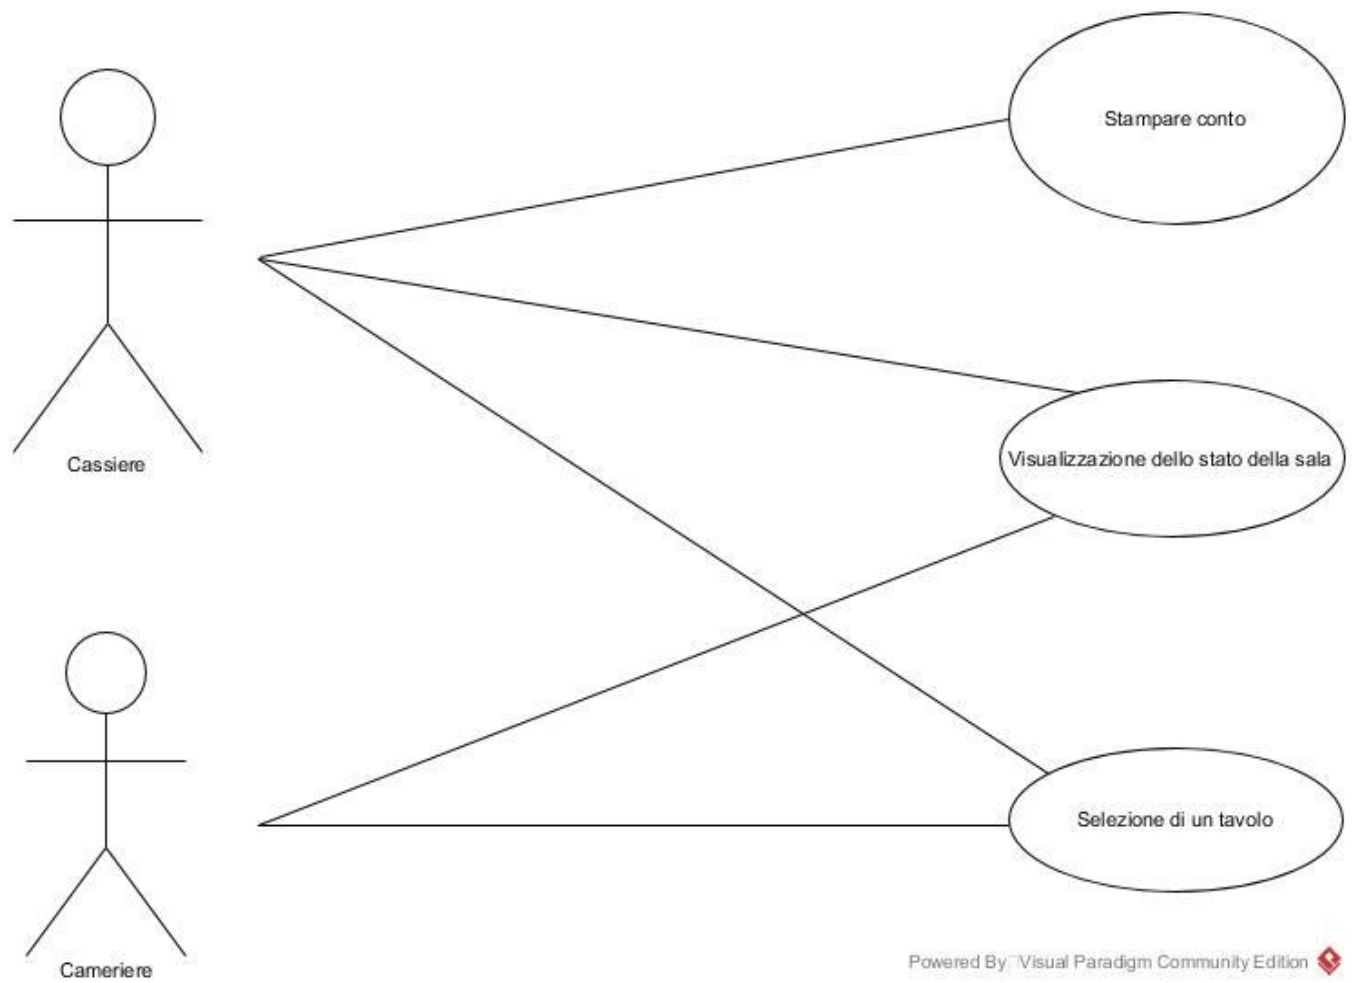 Stampare conto
Cassiere
Visualizzazione dello stato della sala
Selezione di un tavolo
Cameriere
Powered By Visual Paradigm Community Edition